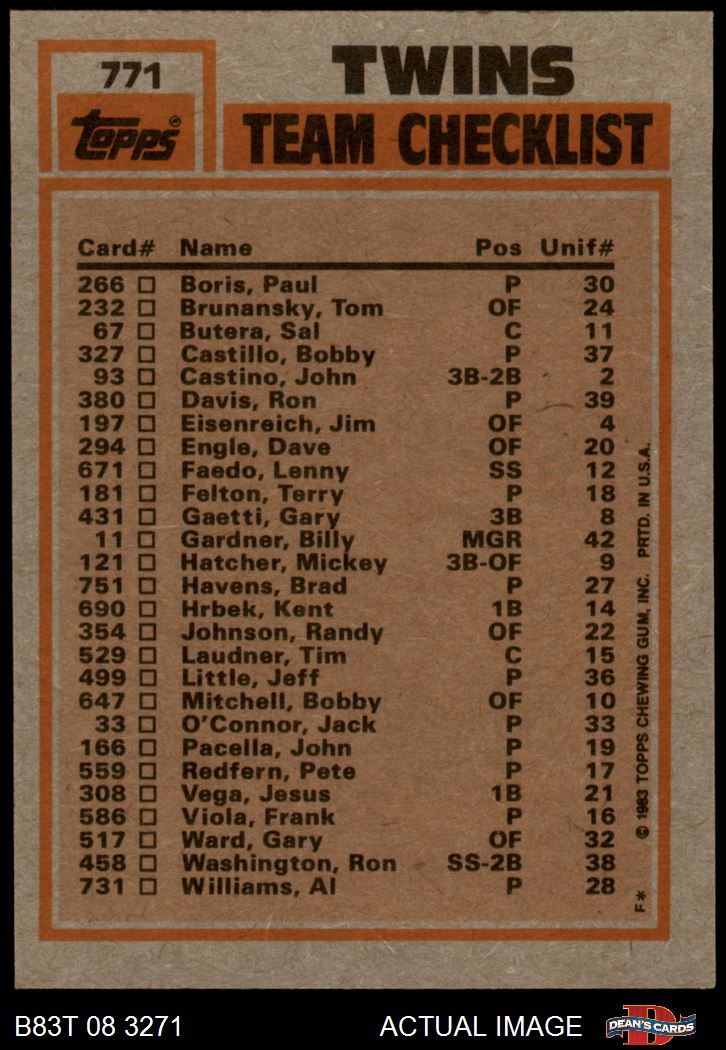 771
topps®
TWINS
TEAM CHECKLIST
Card# Name Pos Unif#
266 □ Boris, Paul P 30
232 □ Brunansky, Tom OF 24
67 □ Butera, Sal C 11
327 □ Castillo, Bobby P 37
93 □ Castino, John 3B-2B 2
380 □ Davis, Ron P 39
197 □ Eisenreich, Jim OF 4
294 □ Engle, Dave OF 20
671 □ Faedo, Lenny SS 12
181 □ Felton, Terry P 18
431 □ Gaetti, Gary 3B 8
11 □ Gardner, Billy MGR 42
121 □ Hatcher, Mickey 3B-OF 9
751 □ Havens, Brad P 27
690 □ Hrbek, Kent 1B 14
354 □ Johnson, Randy OF 22
529 □ Laudner, Tim C 15
499 □ Little, Jeff P 36
647 □ Mitchell, Bobby OF 10
33 □ O'Connor, Jack P 33
166 □ Pacella, John P 19
559 □ Redfern, Pete P 17
308 □ Vega, Jesus 1B 21
586 □ Viola, Frank P 16
517 □ Ward, Gary OF 32
458 □ Washington, Ron SS-2B 38
731 □ Williams, Al P 28
F* © 1983 TOPPS CHEWING GUM, INC. PRTD. IN U.S.A.
B83T 08 3271
ACTUAL IMAGE
D
DEAN'S CARDS